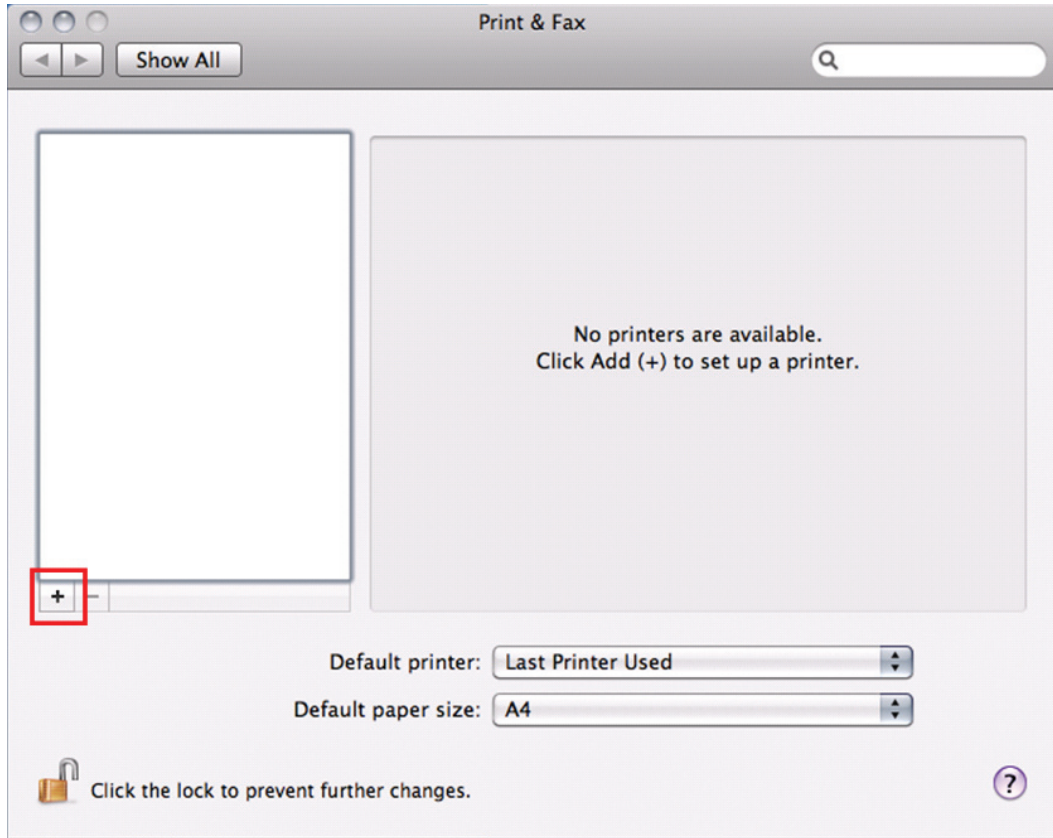 Print & Fax
Show All
No printers are available.
Click Add (+) to set up a printer.
+ −
Default printer: Last Printer Used
Default paper size: A4
Click the lock to prevent further changes.
?